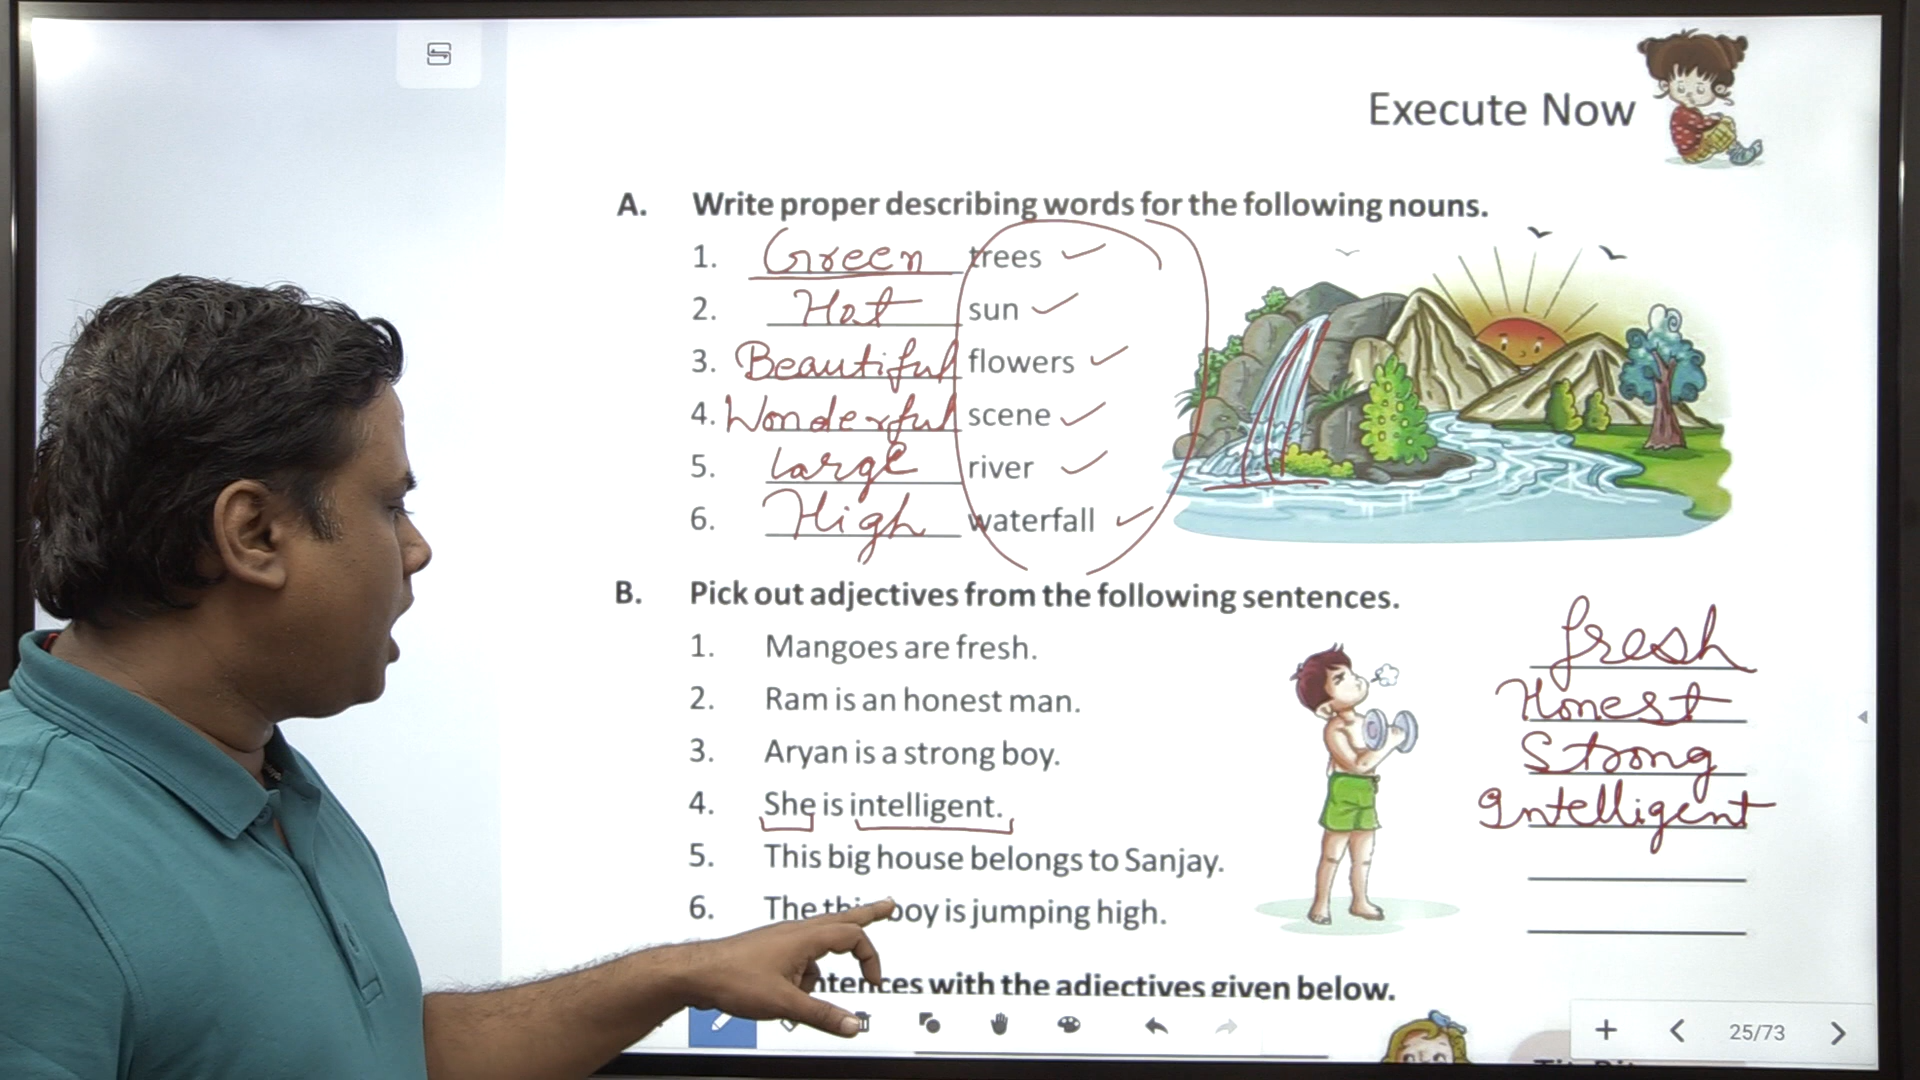 Execute Now
A. Write proper describing words for the following nouns.
1. Green trees
2. Hot sun
3. Beautiful flowers
4. Wonderful scene
5. large river
6. High waterfall
B. Pick out adjectives from the following sentences.
1. Mangoes are fresh. fresh
2. Ram is an honest man. Honest
3. Aryan is a strong boy. Strong
4. She is intelligent. Intelligent
5. This big house belongs to Sanjay.
6. The boy is jumping high.
with the adjectives given below.
25/73